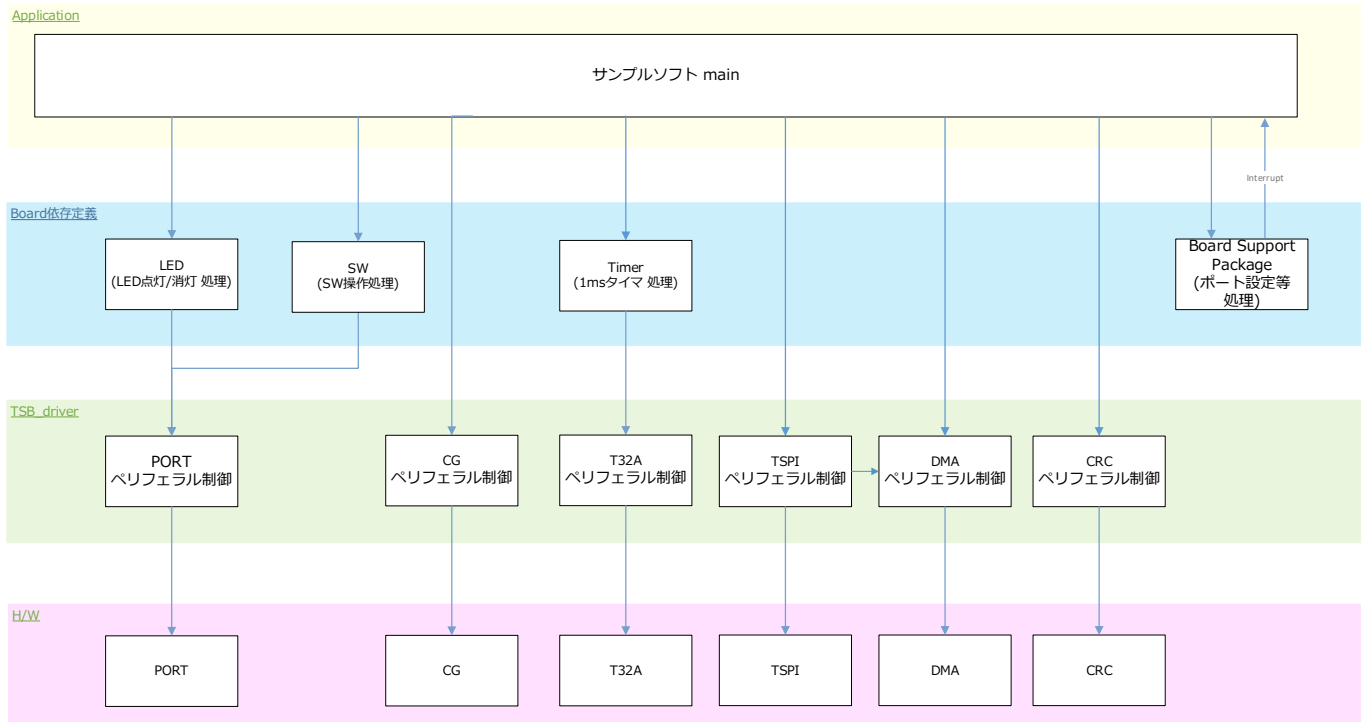 Application
サンプルソフト main
Interrupt
Board依存定義
LED
(LED点灯/消灯 処理)
SW
(SW操作処理)
Timer
(1msタイマ 処理)
Board Support
Package
(ポート設定等
処理)
TSB_driver
PORT
ペリフェラル制御
CG
ペリフェラル制御
T32A
ペリフェラル制御
TSPI
ペリフェラル制御
DMA
ペリフェラル制御
CRC
ペリフェラル制御
H/W
PORT
CG
T32A
TSPI
DMA
CRC